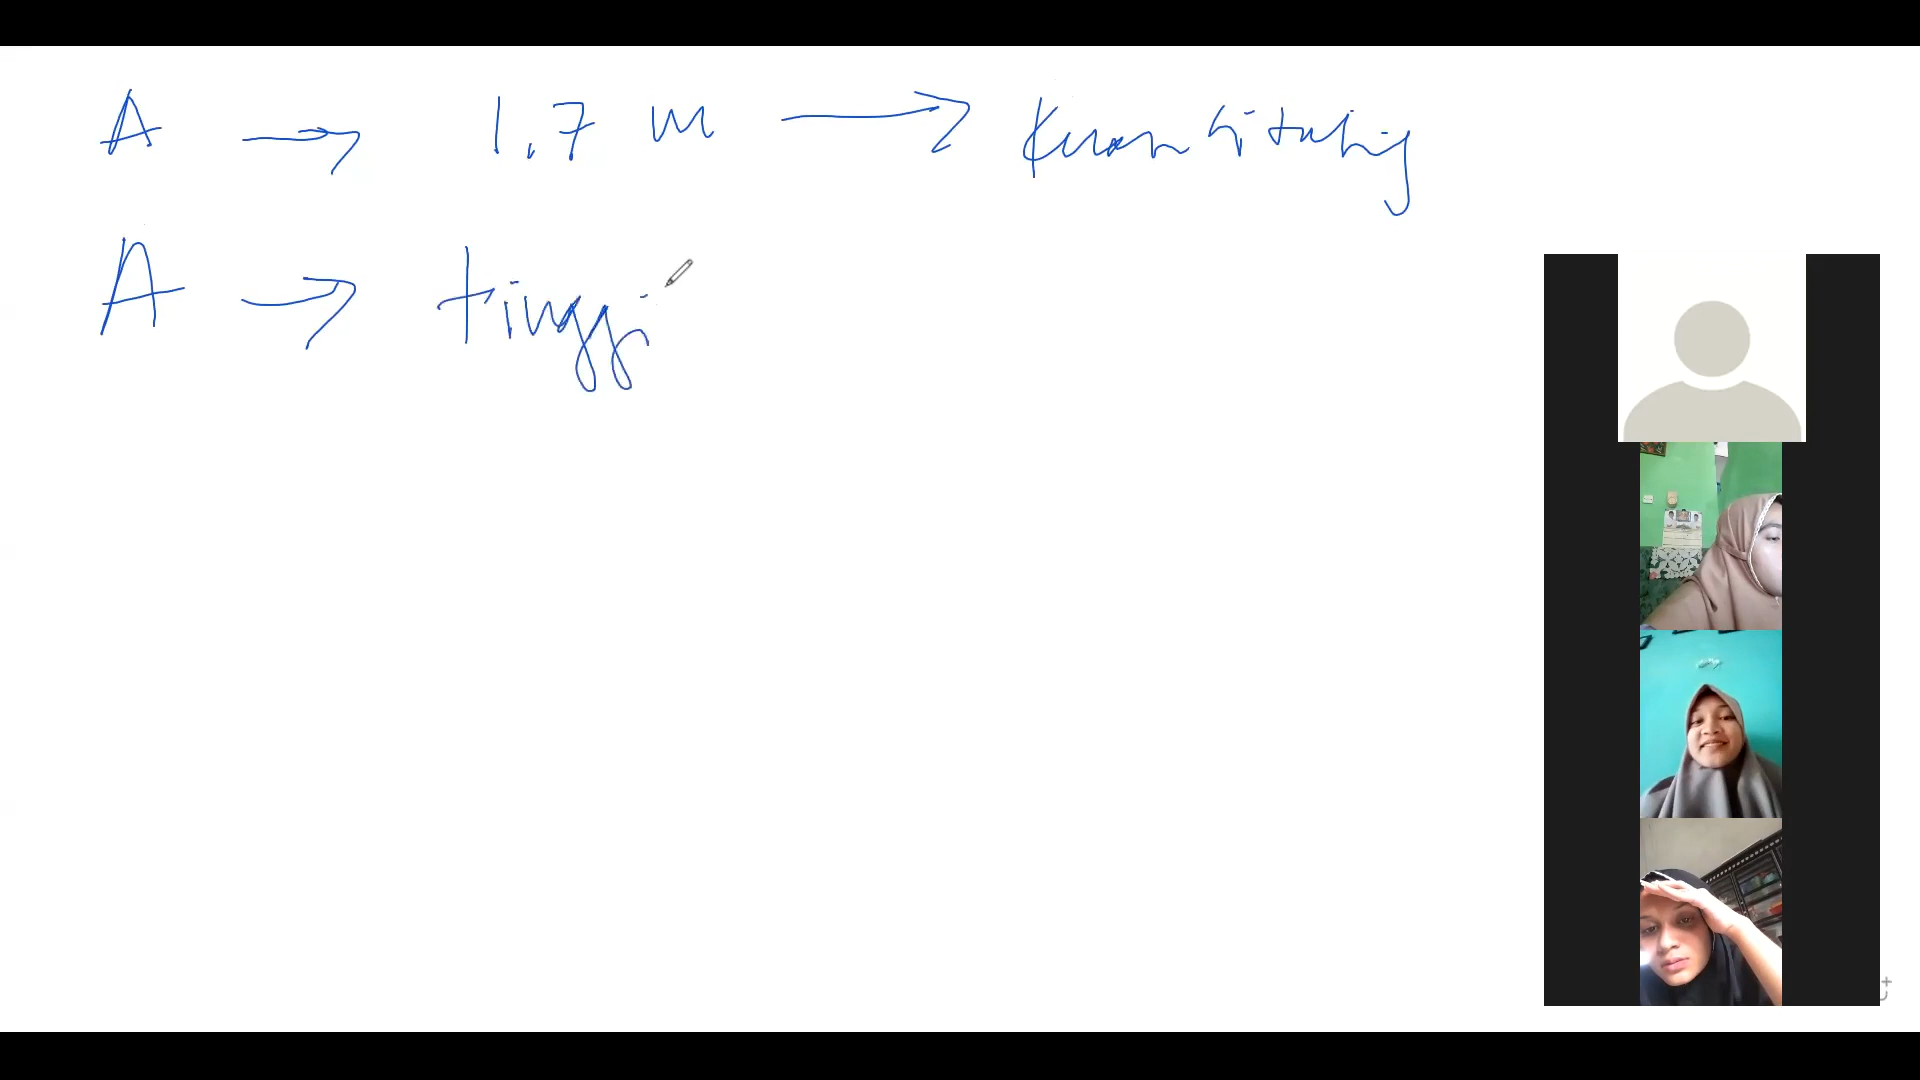 A → 1.7 m → Kuantitatif
A → tinggi